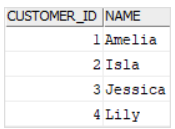 CUSTOMER_ID NAME
1 Amelia
2 Isla
3 Jessica
4 Lily